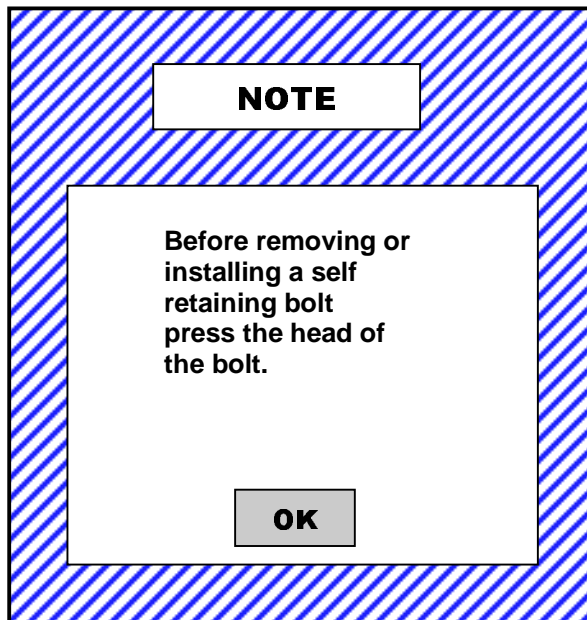 NOTE
Before removing or
installing a self
retaining bolt
press the head of
the bolt.
OK